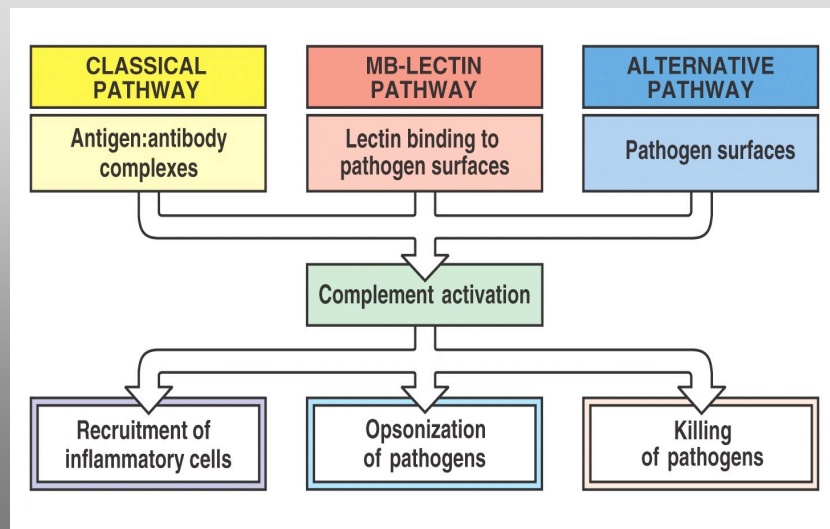 CLASSICAL
PATHWAY
Antigen:antibody
complexes
MB-LECTIN
PATHWAY
Lectin binding to
pathogen surfaces
ALTERNATIVE
PATHWAY
Pathogen surfaces
Complement activation
Recruitment of
inflammatory cells
Opsonization
of pathogens
Killing
of pathogens